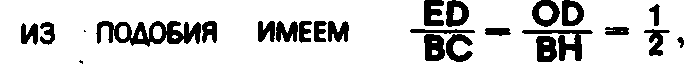 ИЗ ПОДОБИЯ ИМЕЕМ ED/BC = OD/BH = 1/2,